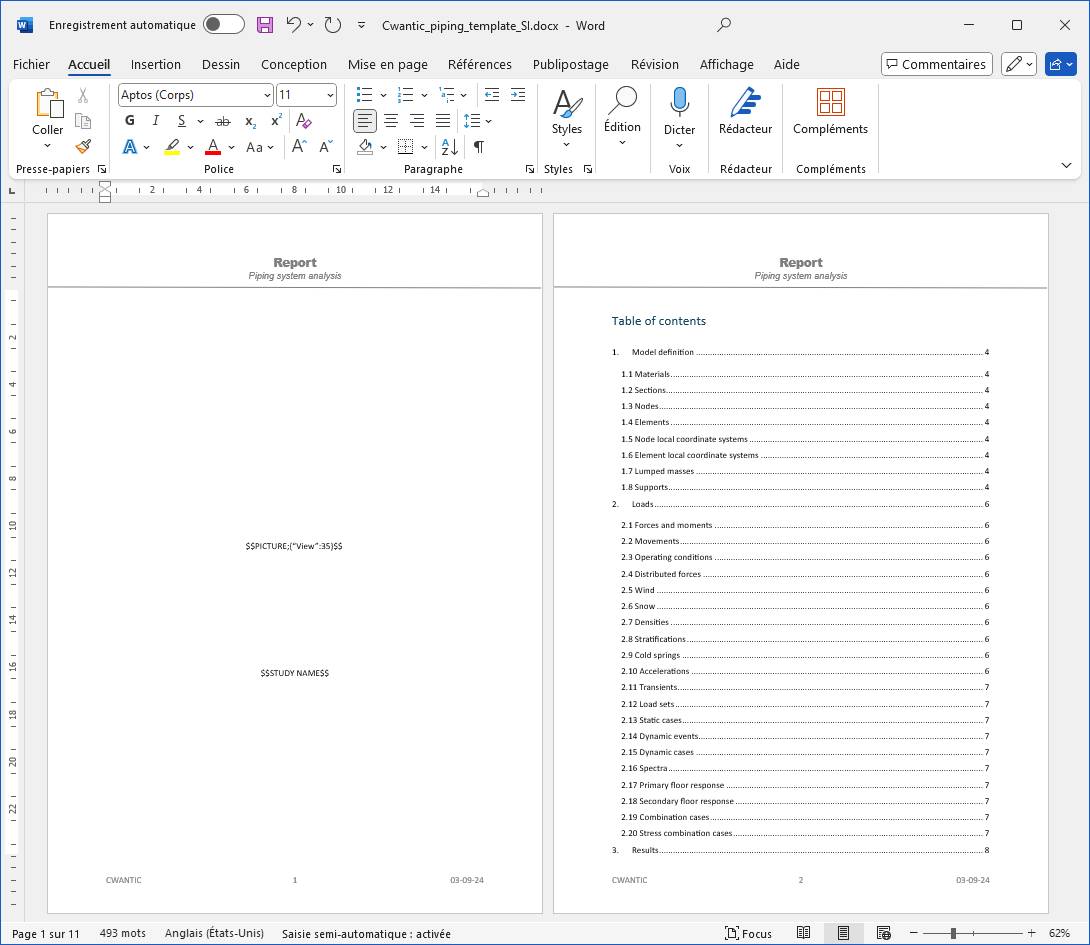 Enregistrement automatique
Cwantic_piping_template_SI.docx - Word
Fichier Accueil Insertion Dessin Conception Mise en page Références Publipostage Révision Affichage Aide Commentaires
Aptos (Corps) 11
Coller
G I S ab x₂ x²
A A Aa A A
Styles
Édition
Dicter
Rédacteur
Compléments
Presse-papiers Police Paragraphe Styles Voix Rédacteur Compléments
2 4 6 8 10 12 14
2
4
6
8
10
12
14
16
18
20
22
Report
Piping system analysis
$$PICTURE;{"View":35}$$
$$STUDY NAME$$
CWANTIC 1 03-09-24
Report
Piping system analysis
Table of contents
1. Model definition 4
1.1 Materials 4
1.2 Sections 4
1.3 Nodes 4
1.4 Elements 4
1.5 Node local coordinate systems 4
1.6 Element local coordinate systems 4
1.7 Lumped masses 4
1.8 Supports 4
2. Loads 6
2.1 Forces and moments 6
2.2 Movements 6
2.3 Operating conditions 6
2.4 Distributed forces 6
2.5 Wind 6
2.6 Snow 6
2.7 Densities 6
2.8 Stratifications 6
2.9 Cold springs 6
2.10 Accelerations 6
2.11 Transients 7
2.12 Load sets 7
2.13 Static cases 7
2.14 Dynamic events 7
2.15 Dynamic cases 7
2.16 Spectra 7
2.17 Primary floor response 7
2.18 Secondary floor response 7
2.19 Combination cases 7
2.20 Stress combination cases 7
3. Results 8
CWANTIC 2 03-09-24
Page 1 sur 11 493 mots Anglais (États-Unis) Saisie semi-automatique : activée Focus 62%